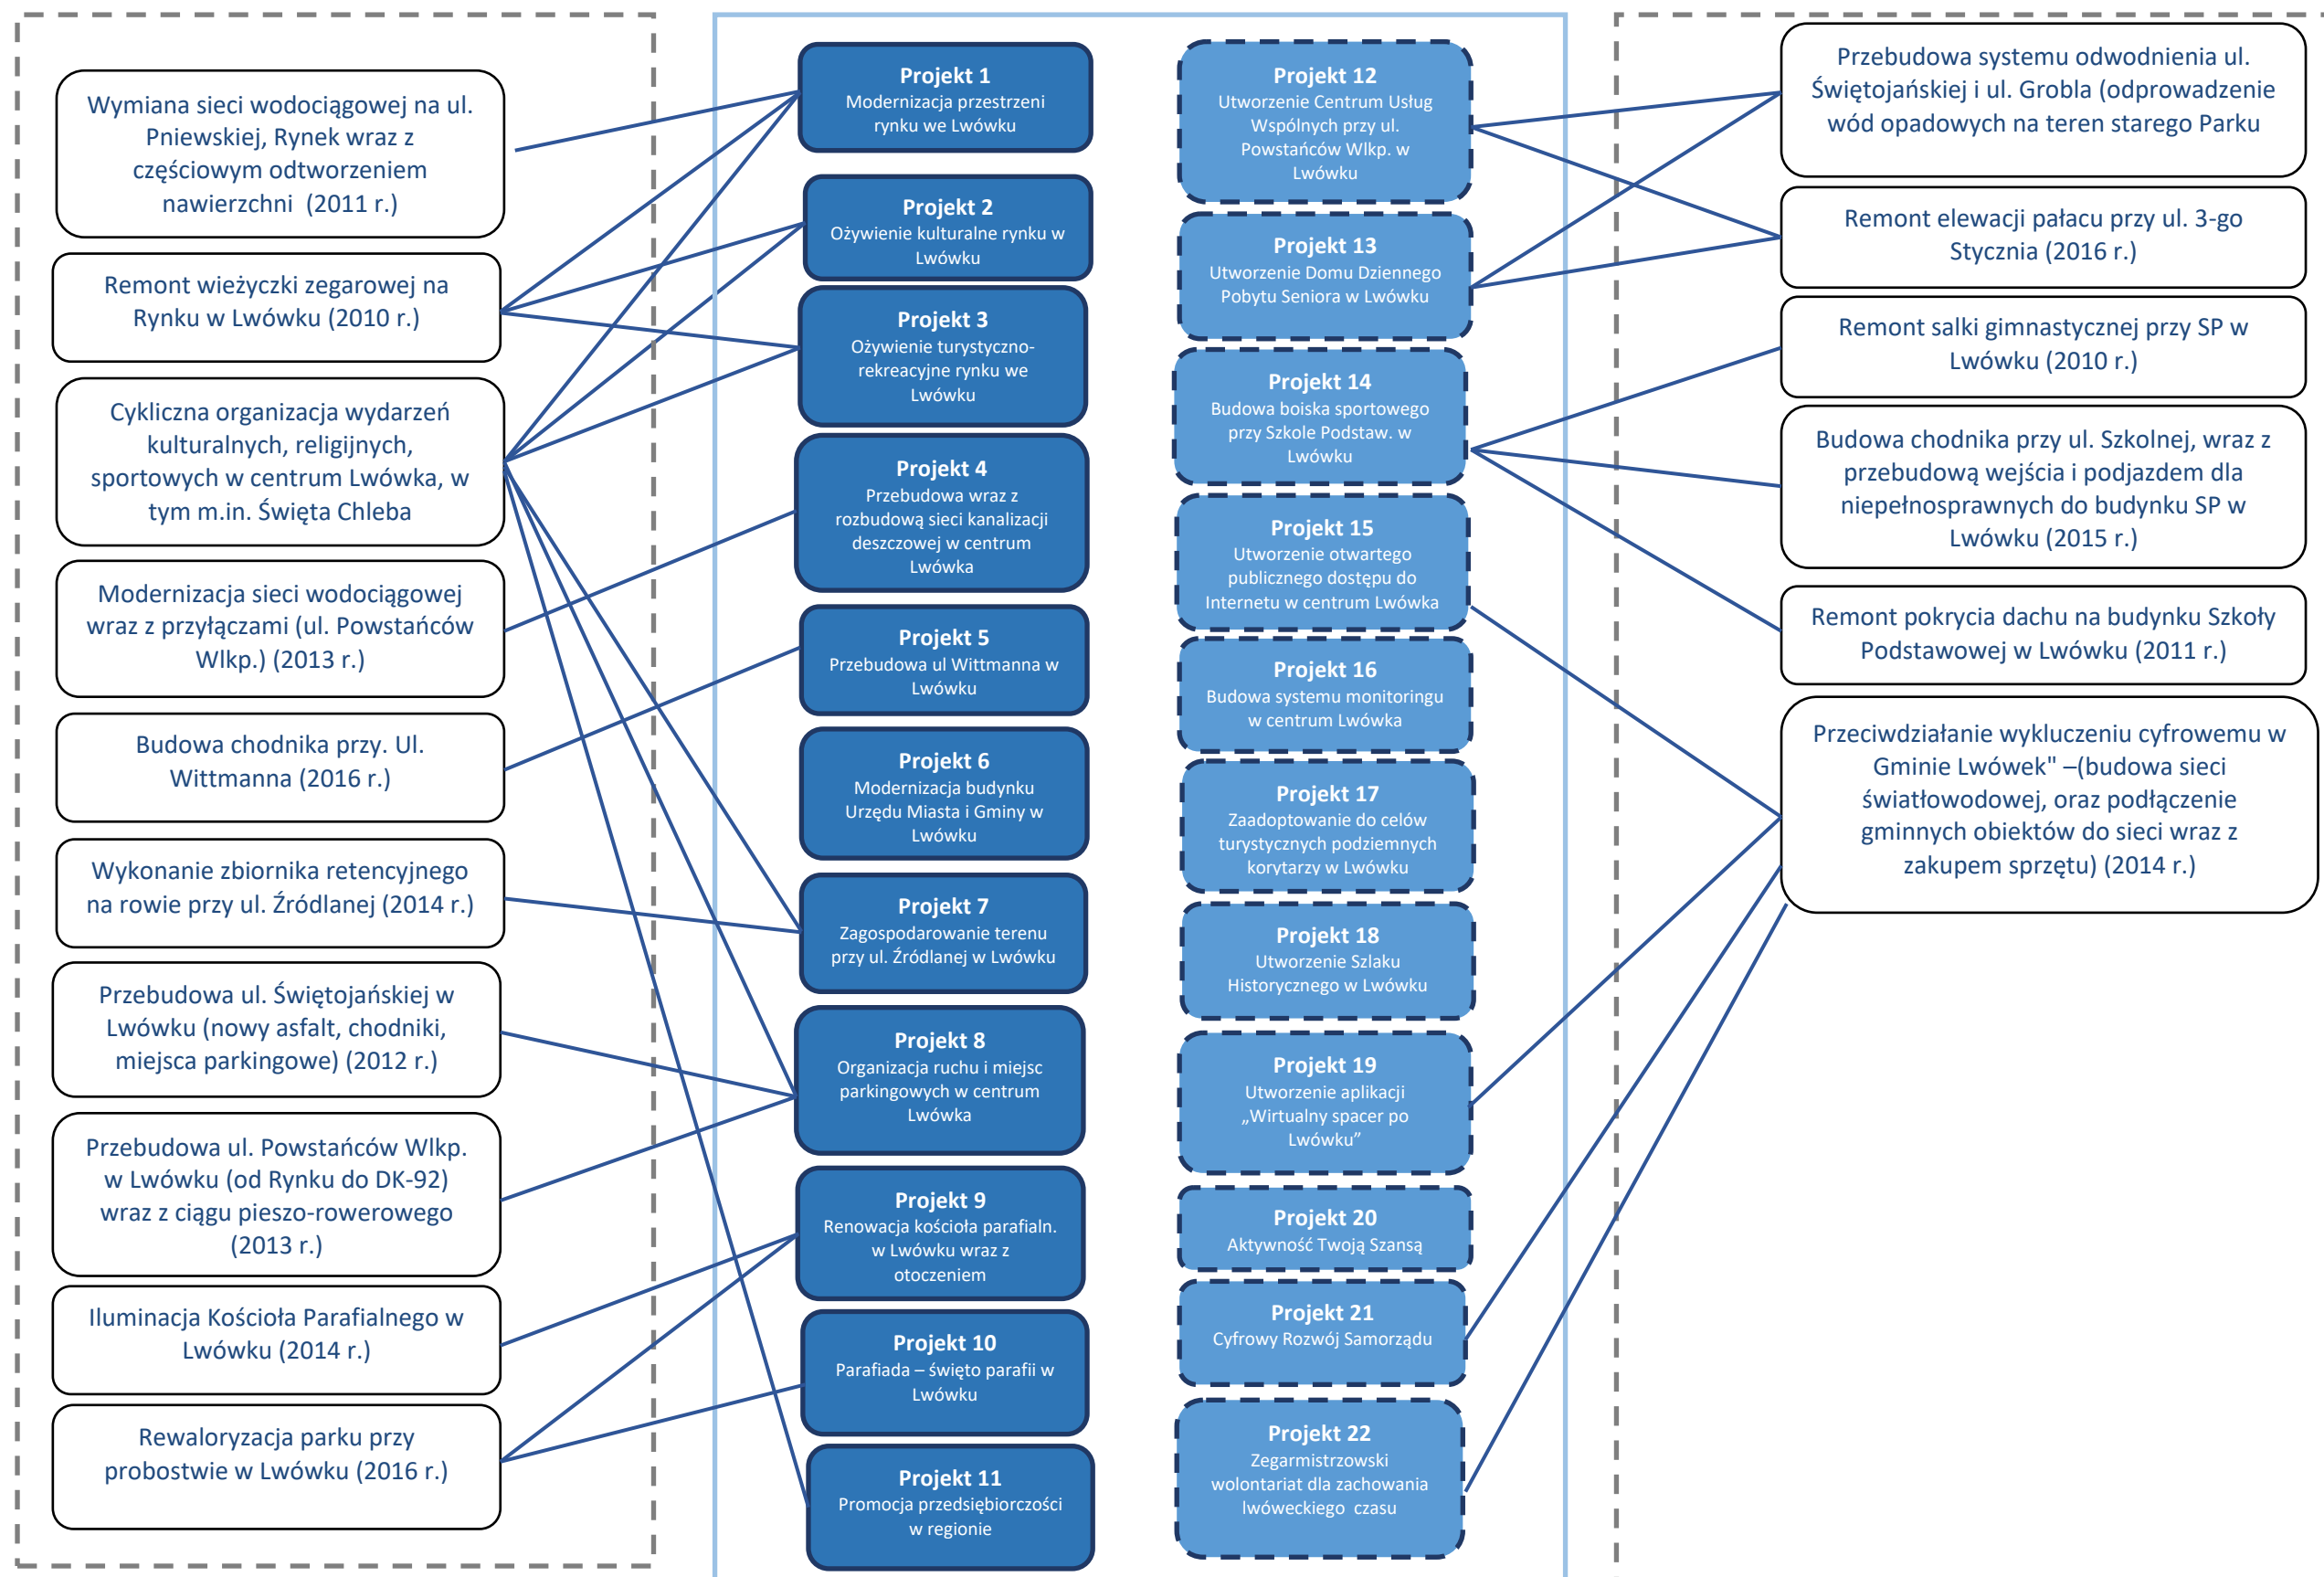 Wymiana sieci wodociągowej na ul.
Pniewskiej, Rynek wraz z
częściowym odtworzeniem
nawierzchni  (2011 r.)
Remont wieżyczki zegarowej na
Rynku w Lwówku (2010 r.)
Cykliczna organizacja wydarzeń
kulturalnych, religijnych,
sportowych w centrum Lwówka, w
tym m.in. Święta Chleba
Modernizacja sieci wodociągowej
wraz z przyłączami (ul. Powstańców
Wlkp.) (2013 r.)
Budowa chodnika przy. Ul.
Wittmanna (2016 r.)
Wykonanie zbiornika retencyjnego
na rowie przy ul. Źródlanej (2014 r.)
Przebudowa ul. Świętojańskiej w
Lwówku (nowy asfalt, chodniki,
miejsca parkingowe) (2012 r.)
Przebudowa ul. Powstańców Wlkp.
w Lwówku (od Rynku do DK-92)
wraz z ciągu pieszo-rowerowego
(2013 r.)
Iluminacja Kościoła Parafialnego w
Lwówku (2014 r.)
Rewaloryzacja parku przy
probostwie w Lwówku (2016 r.)
Projekt 1
Modernizacja przestrzeni
rynku we Lwówku
Projekt 2
Ożywienie kulturalne rynku w
Lwówku
Projekt 3
Ożywienie turystyczno-
rekreacyjne rynku we
Lwówku
Projekt 4
Przebudowa wraz z
rozbudową sieci kanalizacji
deszczowej w centrum
Lwówka
Projekt 5
Przebudowa ul Wittmanna w
Lwówku
Projekt 6
Modernizacja budynku
Urzędu Miasta i Gminy w
Lwówku
Projekt 7
Zagospodarowanie terenu
przy ul. Źródlanej w Lwówku
Projekt 8
Organizacja ruchu i miejsc
parkingowych w centrum
Lwówka
Projekt 9
Renowacja kościoła parafialn.
w Lwówku wraz z
otoczeniem
Projekt 10
Parafiada – święto parafii w
Lwówku
Projekt 11
Promocja przedsiębiorczości
w regionie
Projekt 12
Utworzenie Centrum Usług
Wspólnych przy ul.
Powstańców Wlkp. w
Lwówku
Projekt 13
Utworzenie Domu Dziennego
Pobytu Seniora w Lwówku
Projekt 14
Budowa boiska sportowego
przy Szkole Podstaw. w
Lwówku
Projekt 15
Utworzenie otwartego
publicznego dostępu do
Internetu w centrum Lwówka
Projekt 16
Budowa systemu monitoringu
w centrum Lwówka
Projekt 17
Zaadoptowanie do celów
turystycznych podziemnych
korytarzy w Lwówku
Projekt 18
Utworzenie Szlaku
Historycznego w Lwówku
Projekt 19
Utworzenie aplikacji
„Wirtualny spacer po
Lwówku”
Projekt 20
Aktywność Twoją Szansą
Projekt 21
Cyfrowy Rozwój Samorządu
Projekt 22
Zegarmistrzowski
wolontariat dla zachowania
lwóweckiego  czasu
Przebudowa systemu odwodnienia ul.
Świętojańskiej i ul. Grobla (odprowadzenie
wód opadowych na teren starego Parku
Remont elewacji pałacu przy ul. 3-go
Stycznia (2016 r.)
Remont salki gimnastycznej przy SP w
Lwówku (2010 r.)
Budowa chodnika przy ul. Szkolnej, wraz z
przebudową wejścia i podjazdem dla
niepełnosprawnych do budynku SP w
Lwówku (2015 r.)
Remont pokrycia dachu na budynku Szkoły
Podstawowej w Lwówku (2011 r.)
Przeciwdziałanie wykluczeniu cyfrowemu w
Gminie Lwówek" –(budowa sieci
światłowodowej, oraz podłączenie
gminnych obiektów do sieci wraz z
zakupem sprzętu) (2014 r.)